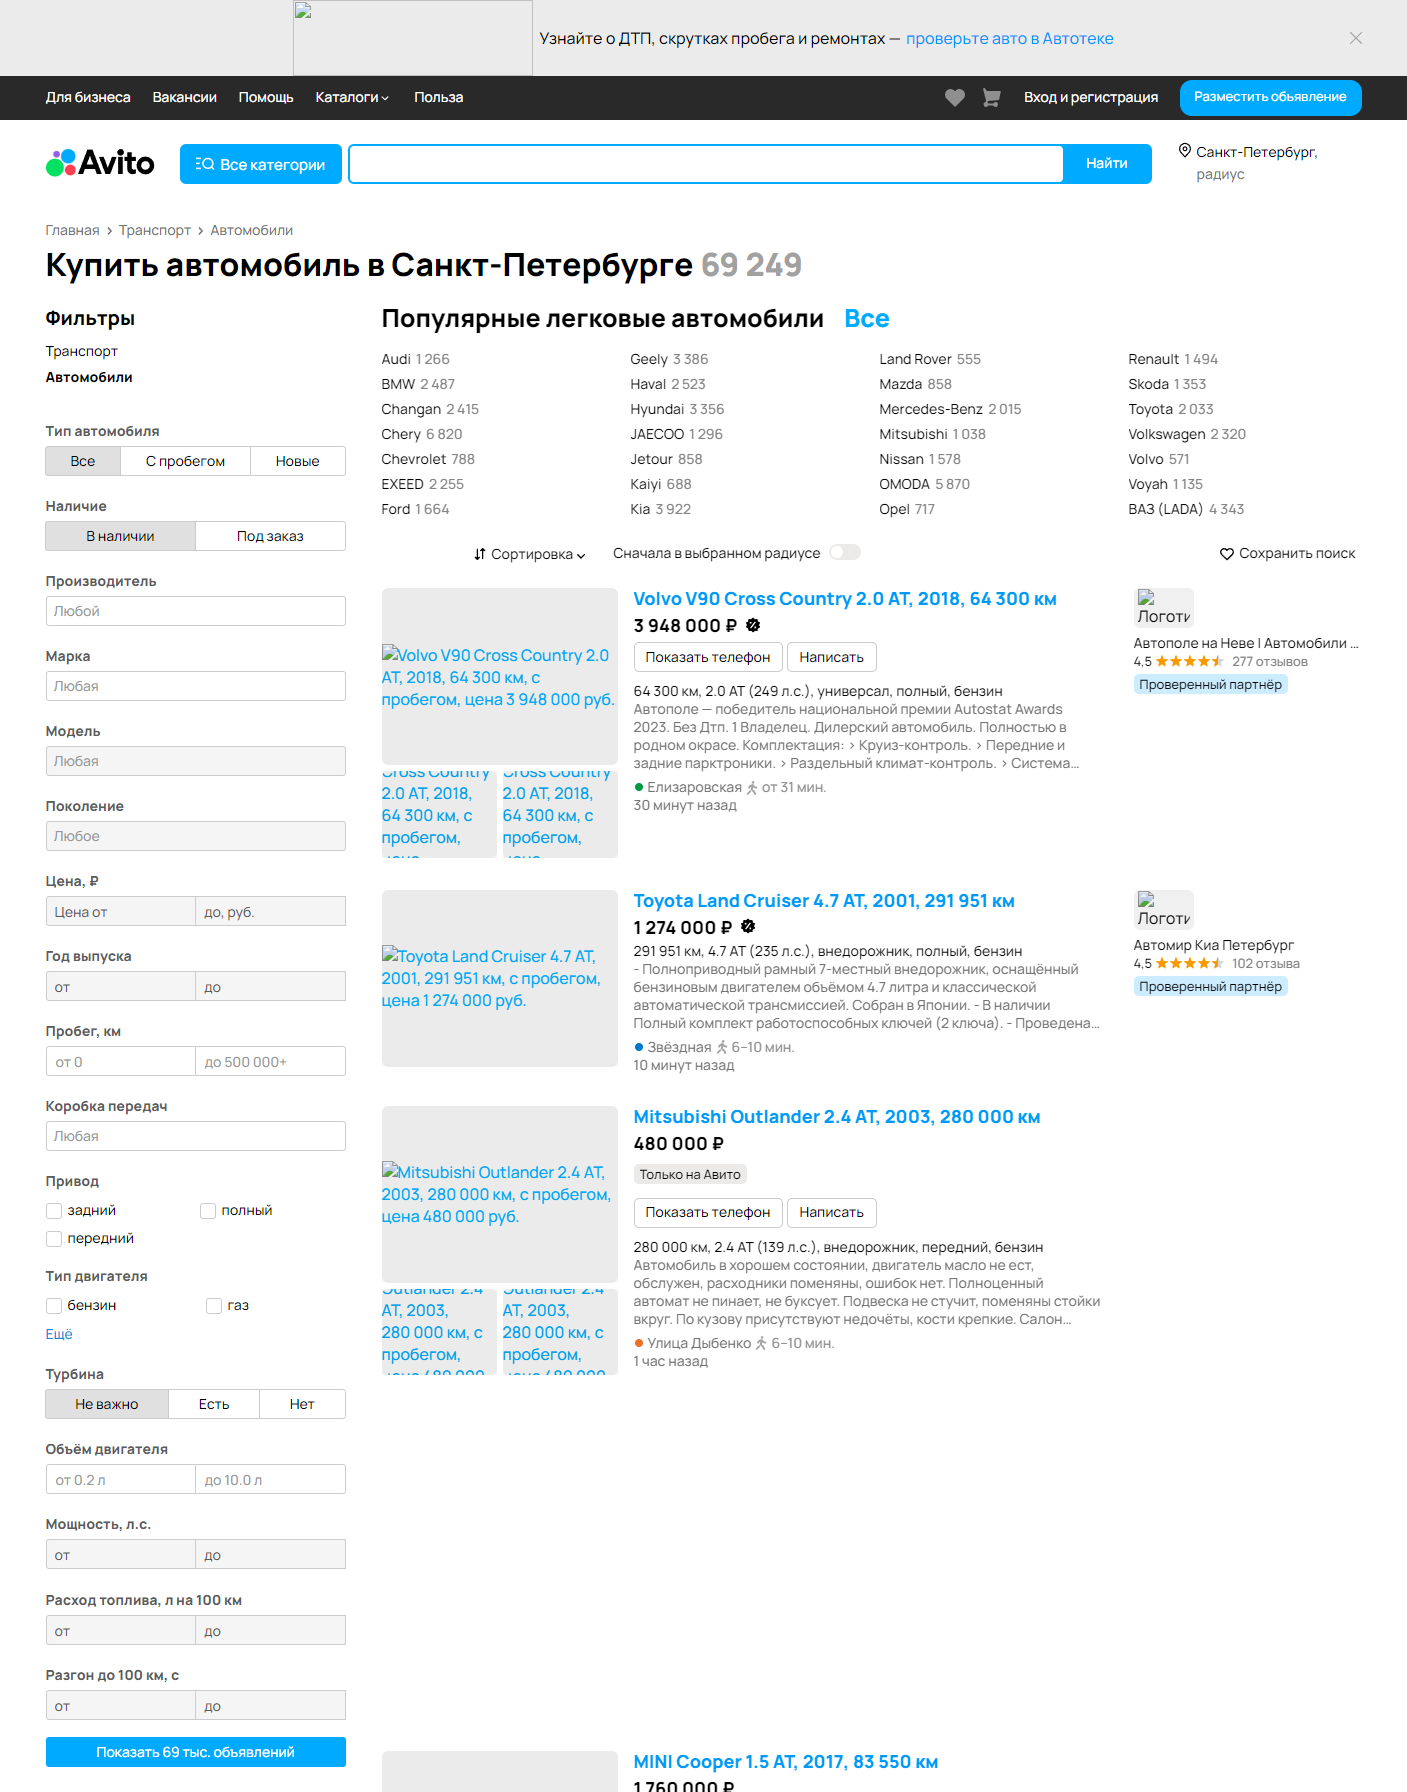 Узнайте о ДТП, скрутках пробега и ремонтах — проверьте авто в Автотеке
Для бизнеса Вакансии Помощь Каталоги Польза Вход и регистрация Разместить объявление
Avito Все категории Найти Санкт-Петербург,
радиус
Главная Транспорт Автомобили
Купить автомобиль в Санкт-Петербурге 69 249
Фильтры
Транспорт
Автомобили
Тип автомобиля
Все С пробегом Новые
Наличие
В наличии Под заказ
Производитель
Любой
Марка
Любая
Модель
Любая
Поколение
Любое
Цена, ₽
Цена от до, руб.
Год выпуска
от до
Пробег, км
от 0 до 500 000+
Коробка передач
Любая
Привод
задний полный
передний
Тип двигателя
бензин газ
Ещё
Турбина
Не важно Есть Нет
Объём двигателя
от 0.2 л до 10.0 л
Мощность, л.с.
от до
Расход топлива, л на 100 км
от до
Разгон до 100 км, с
от до
Показать 69 тыс. объявлений
Популярные легковые автомобили Все
Audi 1 266 Geely 3 386 Land Rover 555 Renault 1 494
BMW 2 487 Haval 2 523 Mazda 858 Skoda 1 353
Changan 2 415 Hyundai 3 356 Mercedes-Benz 2 015 Toyota 2 033
Chery 6 820 JAECOO 1 296 Mitsubishi 1 038 Volkswagen 2 320
Chevrolet 788 Jetour 858 Nissan 1 578 Volvo 571
EXEED 2 255 Kaiyi 688 OMODA 5 870 Voyah 1 135
Ford 1 664 Kia 3 922 Opel 717 ВАЗ (LADA) 4 343
Сортировка Сначала в выбранном радиусе Сохранить поиск
Volvo V90 Cross Country 2.0
AT, 2018, 64 300 км, с
пробегом, цена 3 948 000 руб.
Cross Country Cross Country
2.0 AT, 2018, 2.0 AT, 2018,
64 300 км, с 64 300 км, с
пробегом, пробегом,
Volvo V90 Cross Country 2.0 AT, 2018, 64 300 км
3 948 000 ₽
Показать телефон Написать
64 300 км, 2.0 AT (249 л.с.), универсал, полный, бензин
Автополе — победитель национальной премии Autostat Awards
2023. Без Дтп. 1 Владелец. Дилерский автомобиль. Полностью в
родном окрасе. Комплектация: > Круиз-контроль. > Передние и
задние парктроники. > Раздельный климат-контроль. > Система…
Елизаровская от 31 мин.
30 минут назад
Логоти
Автополе на Неве | Автомобили …
4,5 277 отзывов
Проверенный партнёр
Toyota Land Cruiser 4.7 AT,
2001, 291 951 км, с пробегом,
цена 1 274 000 руб.
Toyota Land Cruiser 4.7 AT, 2001, 291 951 км
1 274 000 ₽
291 951 км, 4.7 AT (235 л.с.), внедорожник, полный, бензин
- Полноприводный рамный 7-местный внедорожник, оснащённый
бензиновым двигателем объёмом 4.7 литра и классической
автоматической трансмиссией. Собран в Японии. - В наличии
Полный комплект работоспособных ключей (2 ключа). - Проведена…
Звёздная 6–10 мин.
10 минут назад
Логоти
Автомир Киа Петербург
4,5 102 отзыва
Проверенный партнёр
Mitsubishi Outlander 2.4 AT,
2003, 280 000 км, с пробегом,
цена 480 000 руб.
Outlander 2.4 Outlander 2.4
AT, 2003, AT, 2003,
280 000 км, с 280 000 км, с
пробегом, пробегом,
цена 480 000 цена 480 000
Mitsubishi Outlander 2.4 AT, 2003, 280 000 км
480 000 ₽
Только на Авито
Показать телефон Написать
280 000 км, 2.4 AT (139 л.с.), внедорожник, передний, бензин
Автомобиль в хорошем состоянии, двигатель масло не ест,
обслужен, расходники поменяны, ошибок нет. Полноценный
автомат не пинает, не буксует. Подвеска не стучит, поменяны стойки
вкруг. По кузову присутствуют недочёты, кости крепкие. Салон…
Улица Дыбенко 6–10 мин.
1 час назад
MINI Cooper 1.5 AT, 2017, 83 550 км
1 760 000 ₽